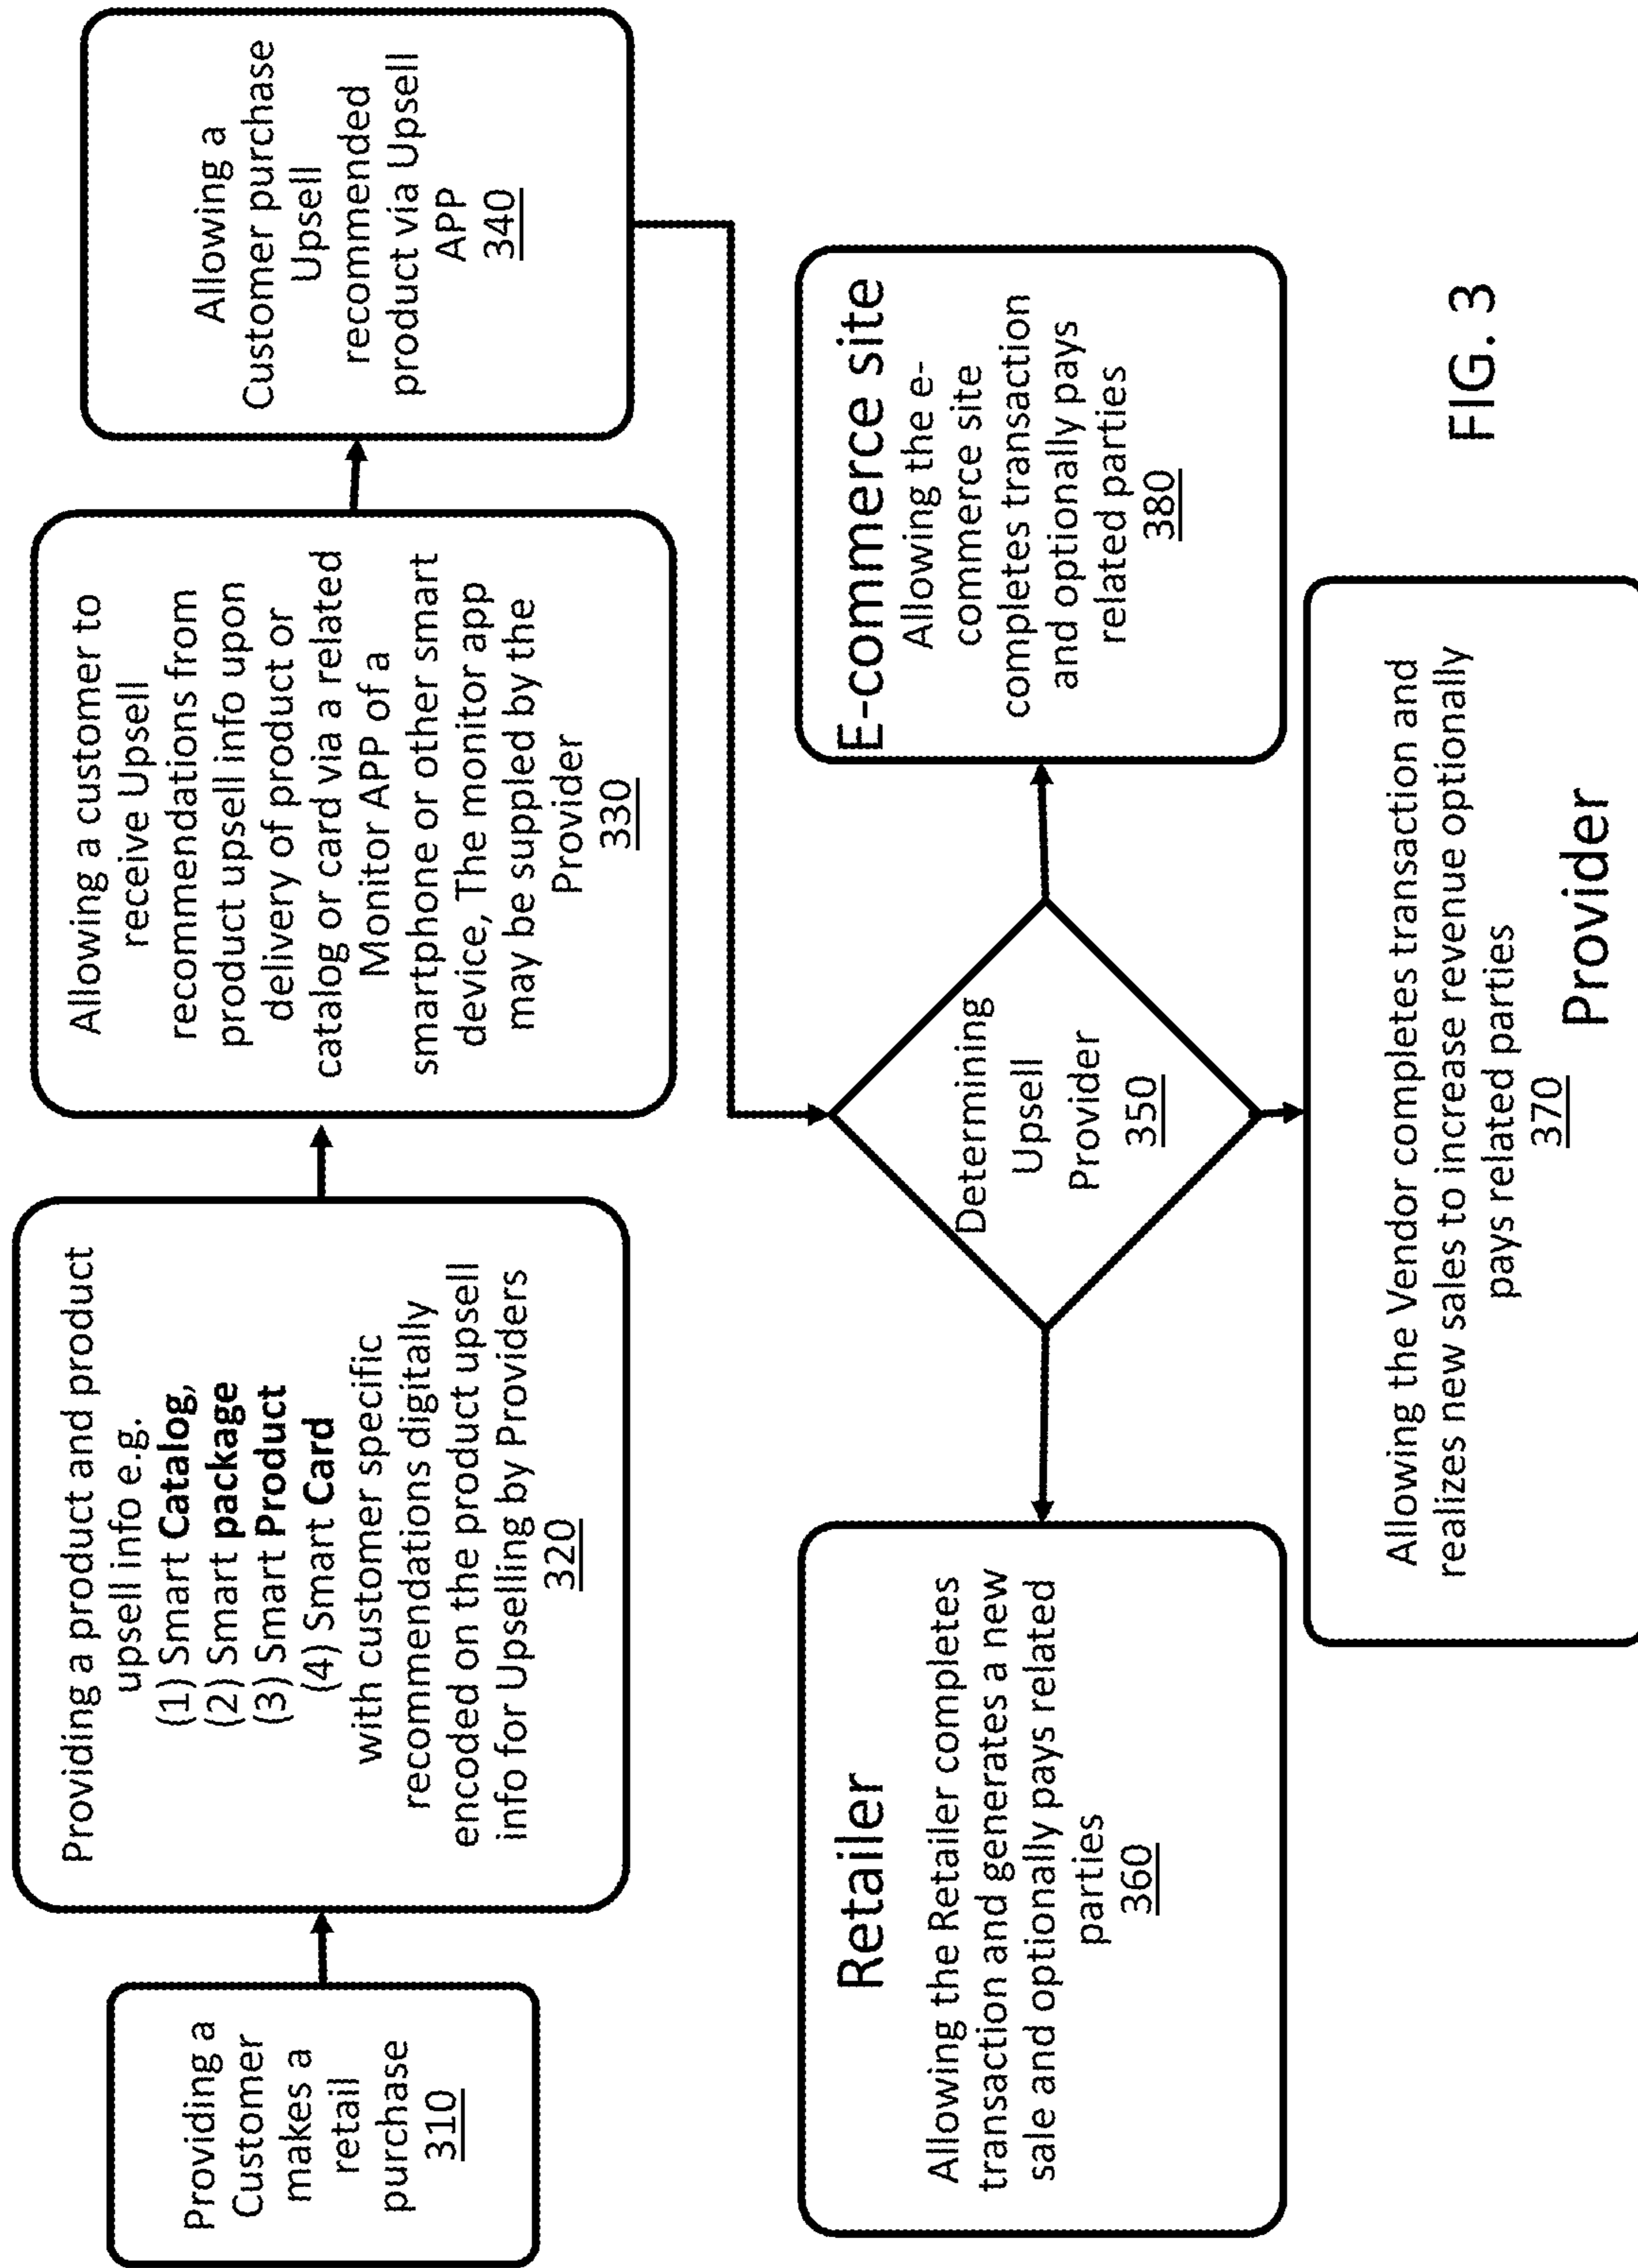 Providing a
Customer
makes a
retail
purchase
310
Providing a product and product
upsell info e.g.
(1) Smart Catalog,
(2) Smart package
(3) Smart Product
(4) Smart Card
with customer specific
recommendations digitally
encoded on the product upsell
info for Upselling by Providers
320
Allowing a customer to
receive Upsell
recommendations from
product upsell info upon
delivery of product or
catalog or card via a related
Monitor APP of a
smartphone or other smart
device, The monitor app
may be suppled by the
Provider
330
Allowing a
Customer purchase
Upsell
recommended
product via Upsell
APP
340
Determining
Upsell
Provider
350
Retailer
Allowing the Retailer completes
transaction and generates a new
sale and optionally pays related
parties
360
Allowing the Vendor completes transaction and
realizes new sales to increase revenue optionally
pays related parties
370
Provider
E-commerce site
Allowing the e-
commerce site
completes transaction
and optionally pays
related parties
380
FIG. 3